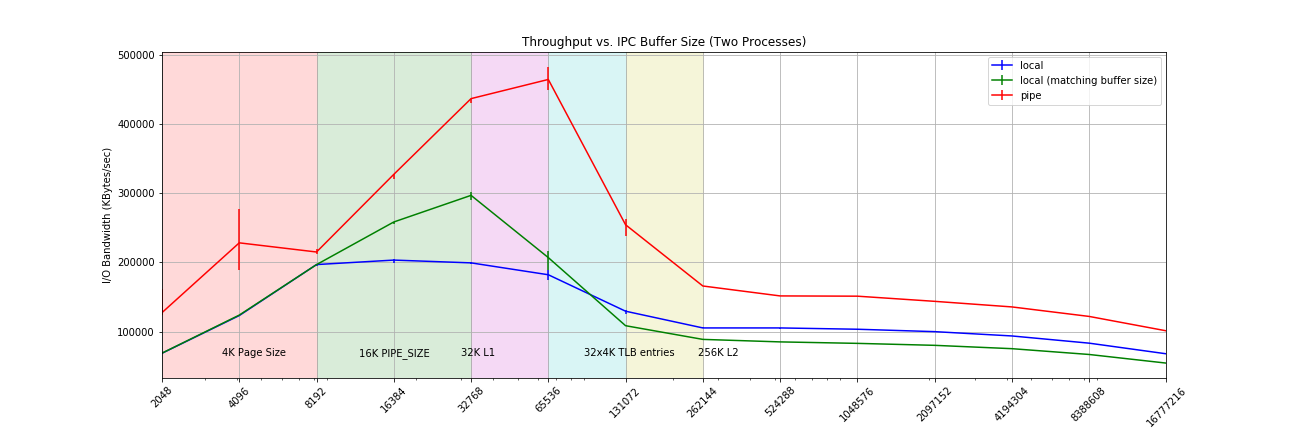 Throughput vs. IPC Buffer Size (Two Processes)
500000
400000
300000
200000
100000
I/O Bandwidth (KBytes/sec)
local
local (matching buffer size)
pipe
4K Page Size
16K PIPE_SIZE
32K L1
32x4K TLB entries
256K L2
2048
4096
8192
16384
32768
65536
131072
262144
524288
1048576
2097152
4194304
8388608
16777216